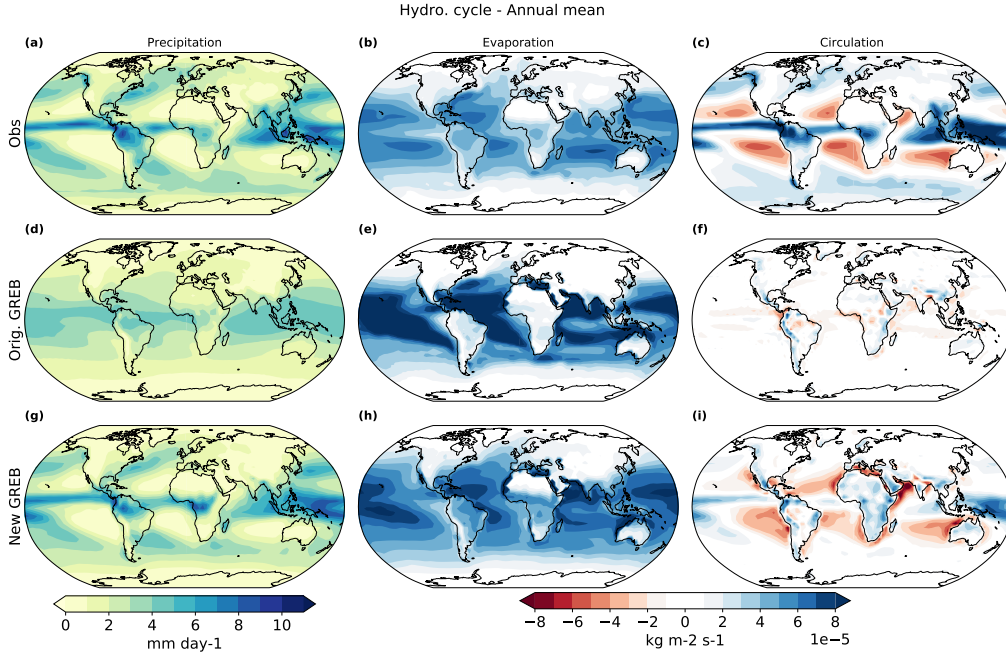 Hydro. cycle - Annual mean
(a) Precipitation
(b) Evaporation
(c) Circulation
Obs
(d)
(e)
(f)
Orig. GREB
(g)
(h)
(i)
New GREB
0 2 4 6 8 10
mm day-1
−8 −6 −4 −2 0 2 4 6 8
kg m-2 s-1
1e−5